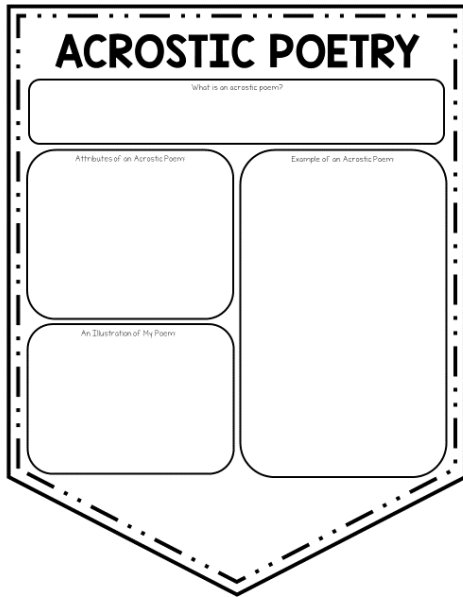 ACROSTIC POETRY
What is an acrostic poem?
Attributes of an Acrostic Poem
Example of an Acrostic Poem
An Illustration of My Poem